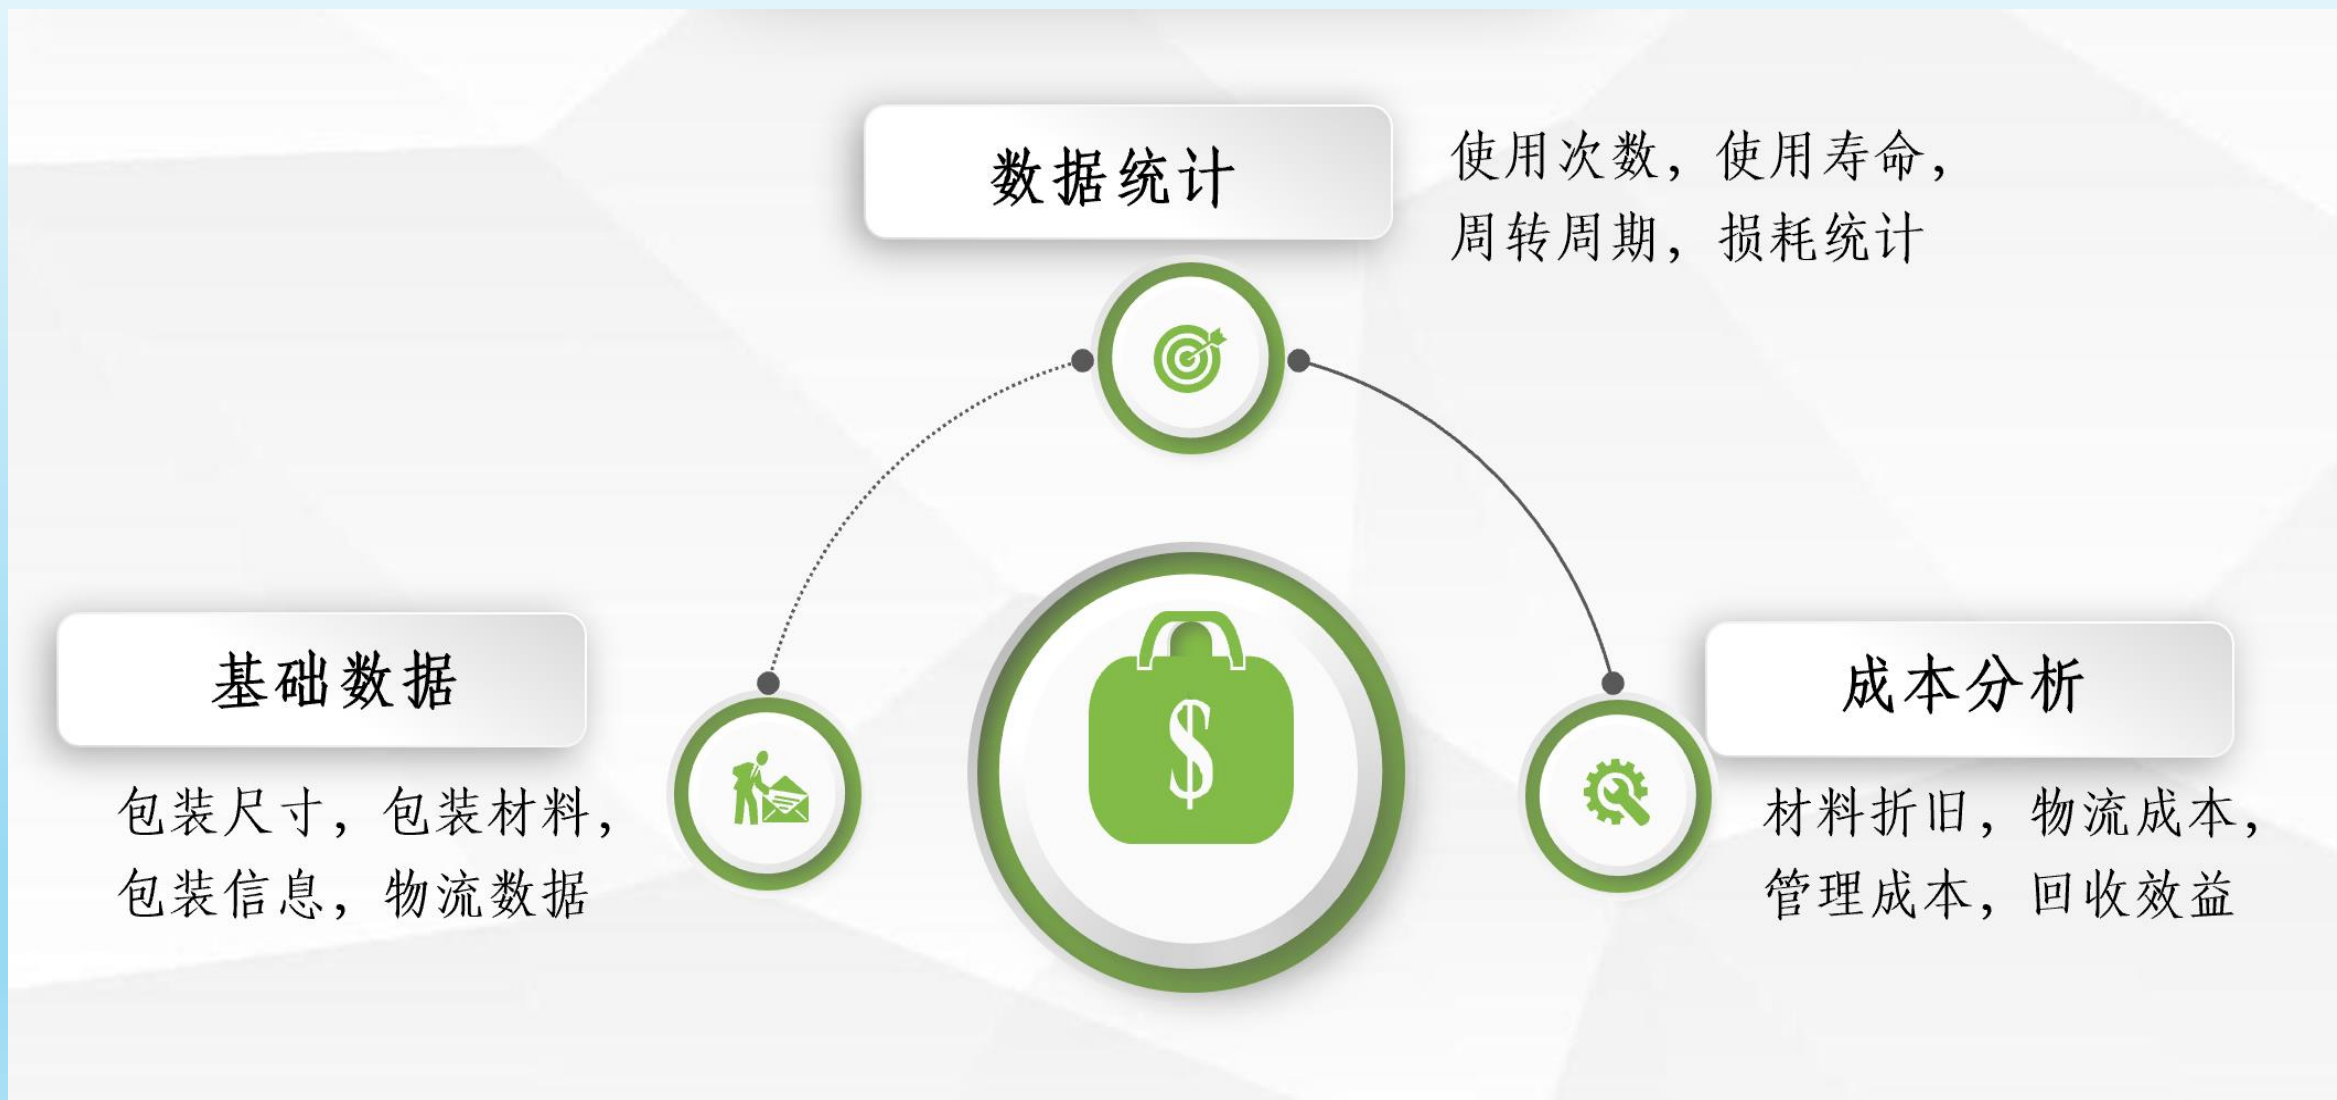 数据统计
使用次数，使用寿命，
周转周期，损耗统计
基础数据
包装尺寸，包装材料，
包装信息，物流数据
$
成本分析
材料折旧，物流成本，
管理成本，回收效益